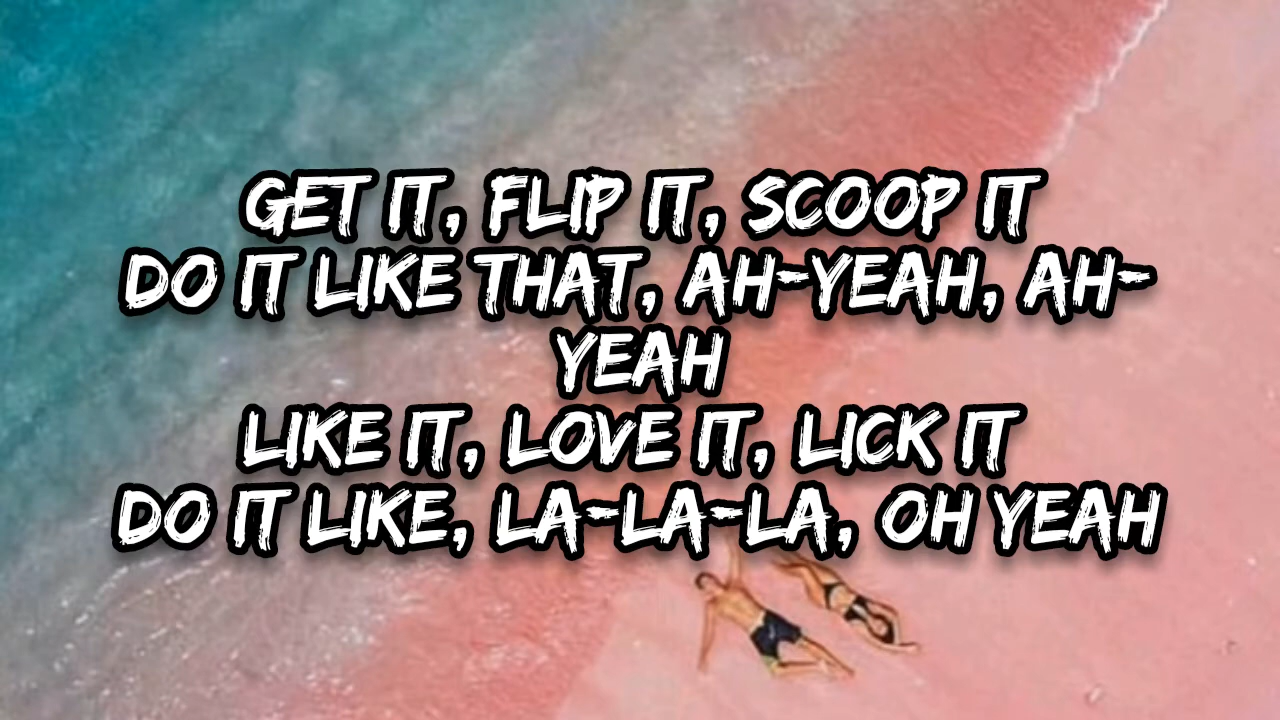 GET IT, FLIP IT, SCOOP IT
DO IT LIKE THAT, AH-YEAH, AH-
YEAH
LIKE IT, LOVE IT, LICK IT
DO IT LIKE, LA-LA-LA, OH YEAH